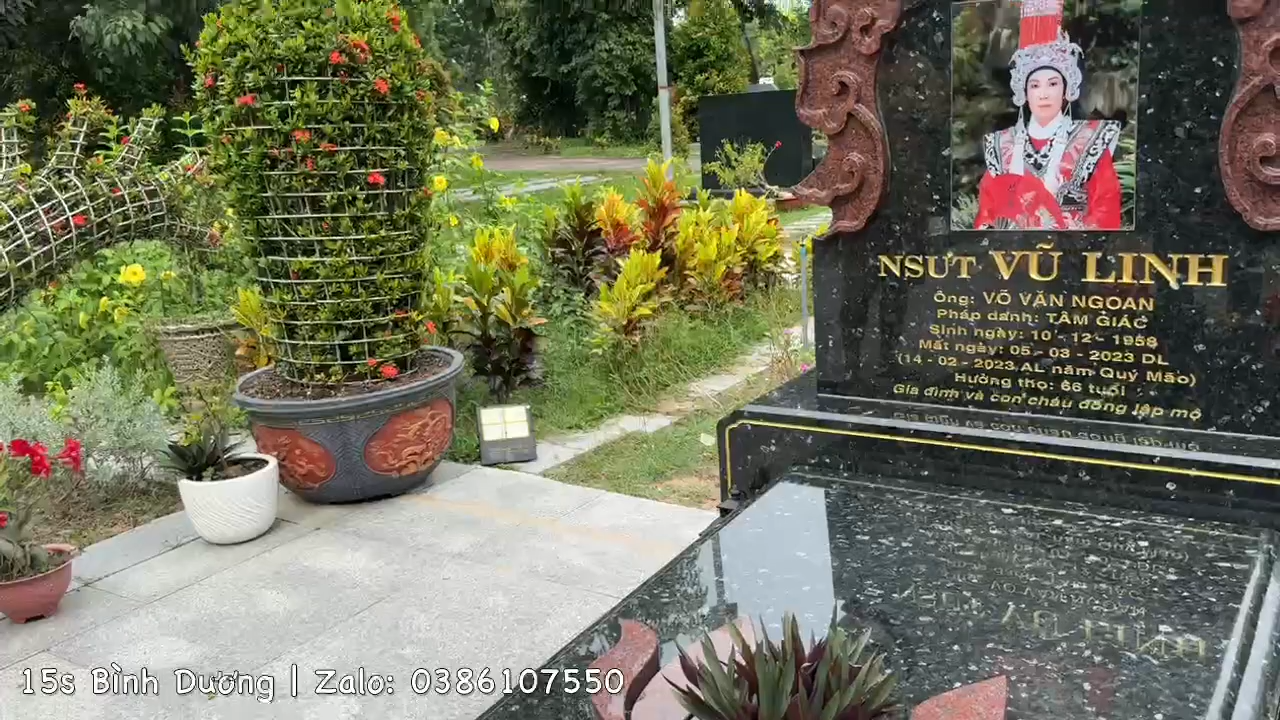 NSƯT VŨ LINH
Ông: VÕ VĂN NGOAN
Pháp danh: TÂM GIÁC
Sinh ngày: 10 - 12 - 1958
Mất ngày: 05 - 03 - 2023 DL
(14 - 02 - 2023 AL năm Quý Mão)
Hưởng thọ: 66 tuổi
Gia đình và con cháu đồng lập mộ
15s Bình Dương | Zalo: 0386107550